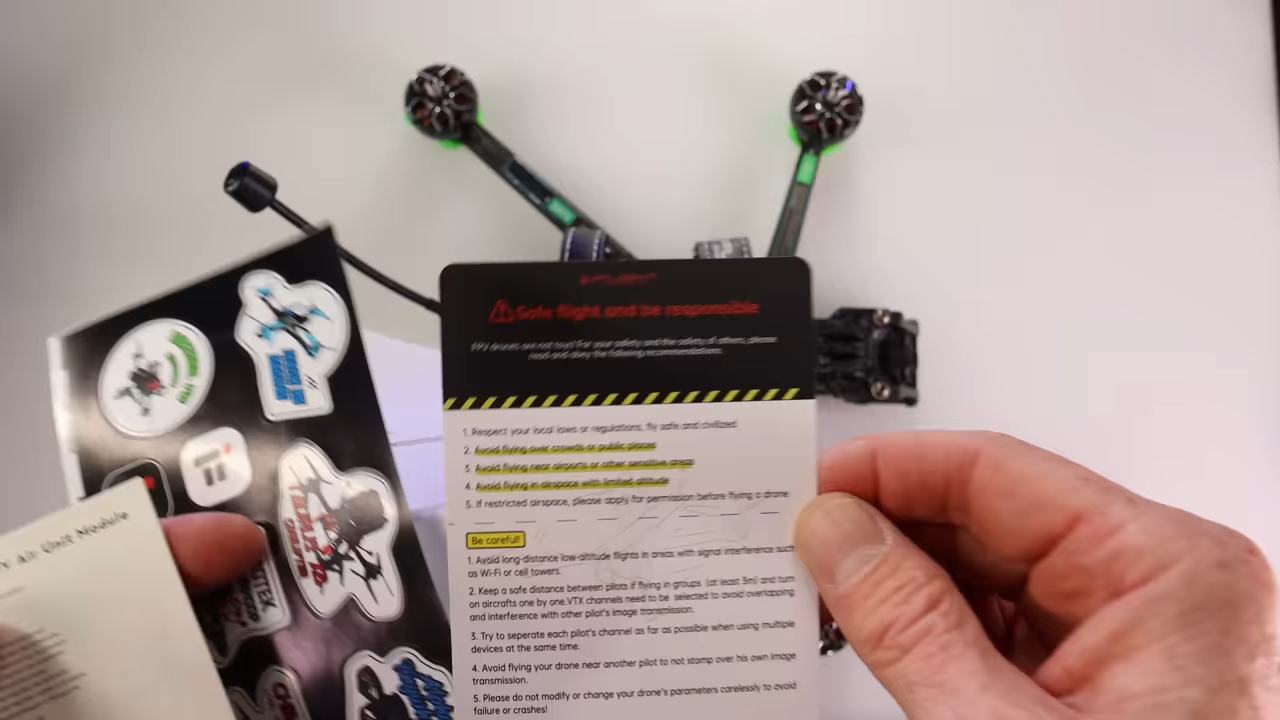 Safe flight and be responsible
FPV drones are not toys! For your safety and the safety of others, please
read and obey the following recommendations:
1. Respect your local laws or regulations, fly safe and civilized
2. Avoid flying over crowds or public places
3. Avoid flying near airports or other sensitive areas
4. Avoid flying in airspace with limited altitude
5. If restricted airspace, please apply for permission before flying a drone
Be careful!
1. Avoid long-distance low-altitude flights in areas with signal interference such
as Wi-Fi or cell towers.
2. Keep a safe distance between pilots if flying in groups (at least 3m) and turn
on aircrafts one by one.VTX channels need to be selected to avoid overlapping
and interference with other pilot's image transmission.
3. Try to seperate each pilot's channel as far as possible when using multiple
devices at the same time.
4. Avoid flying your drone near another pilot to not stomp over his own image
transmission.
5. Please do not modify or change your drone's parameters carelessly to avoid
failure or crashes!
Air Unit Module